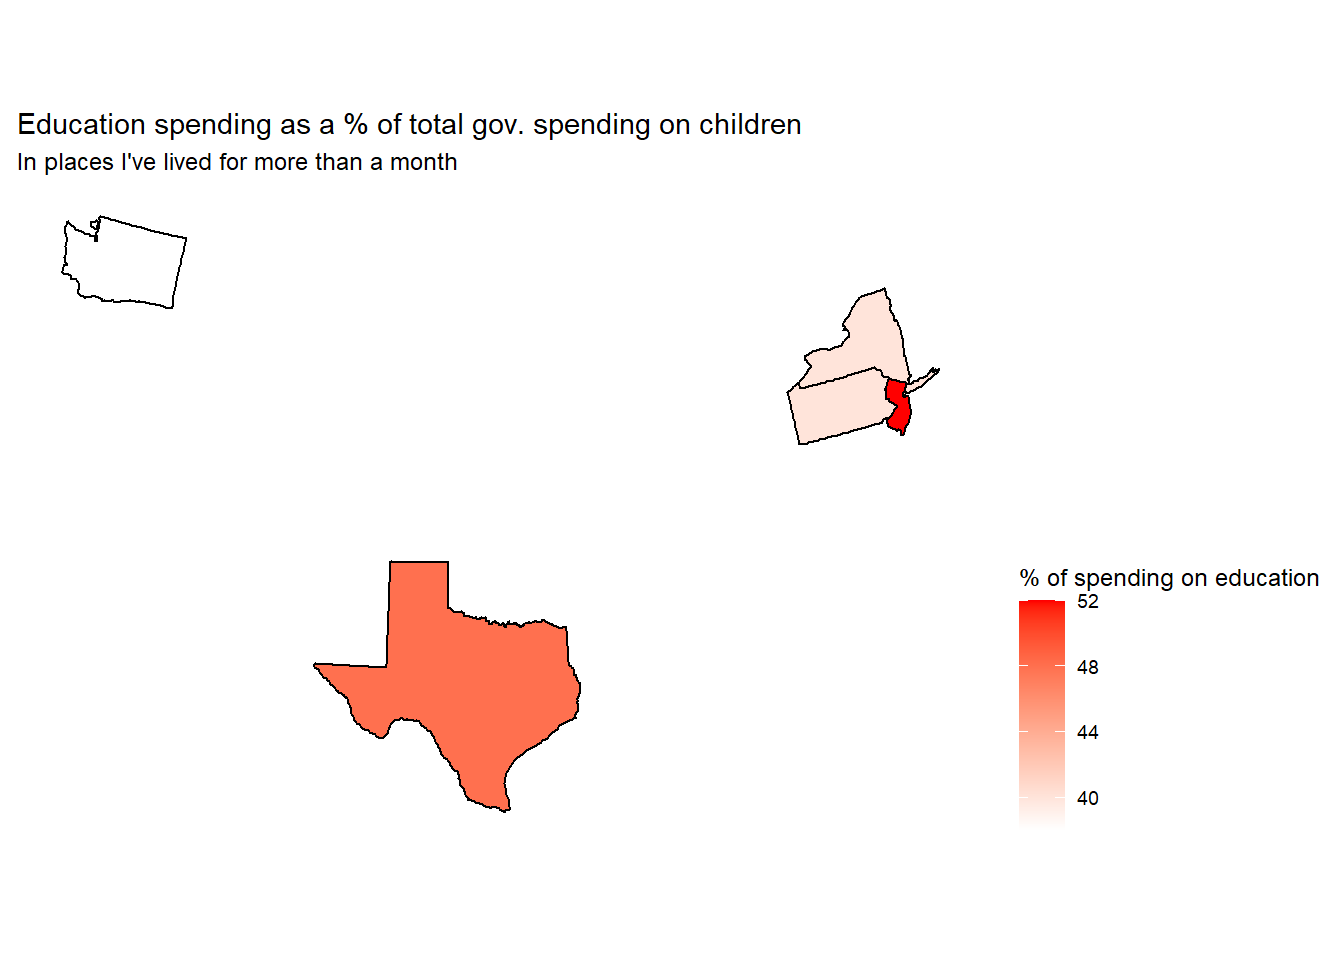 Education spending as a % of total gov. spending on children
In places I've lived for more than a month
% of spending on education
52
48
44
40